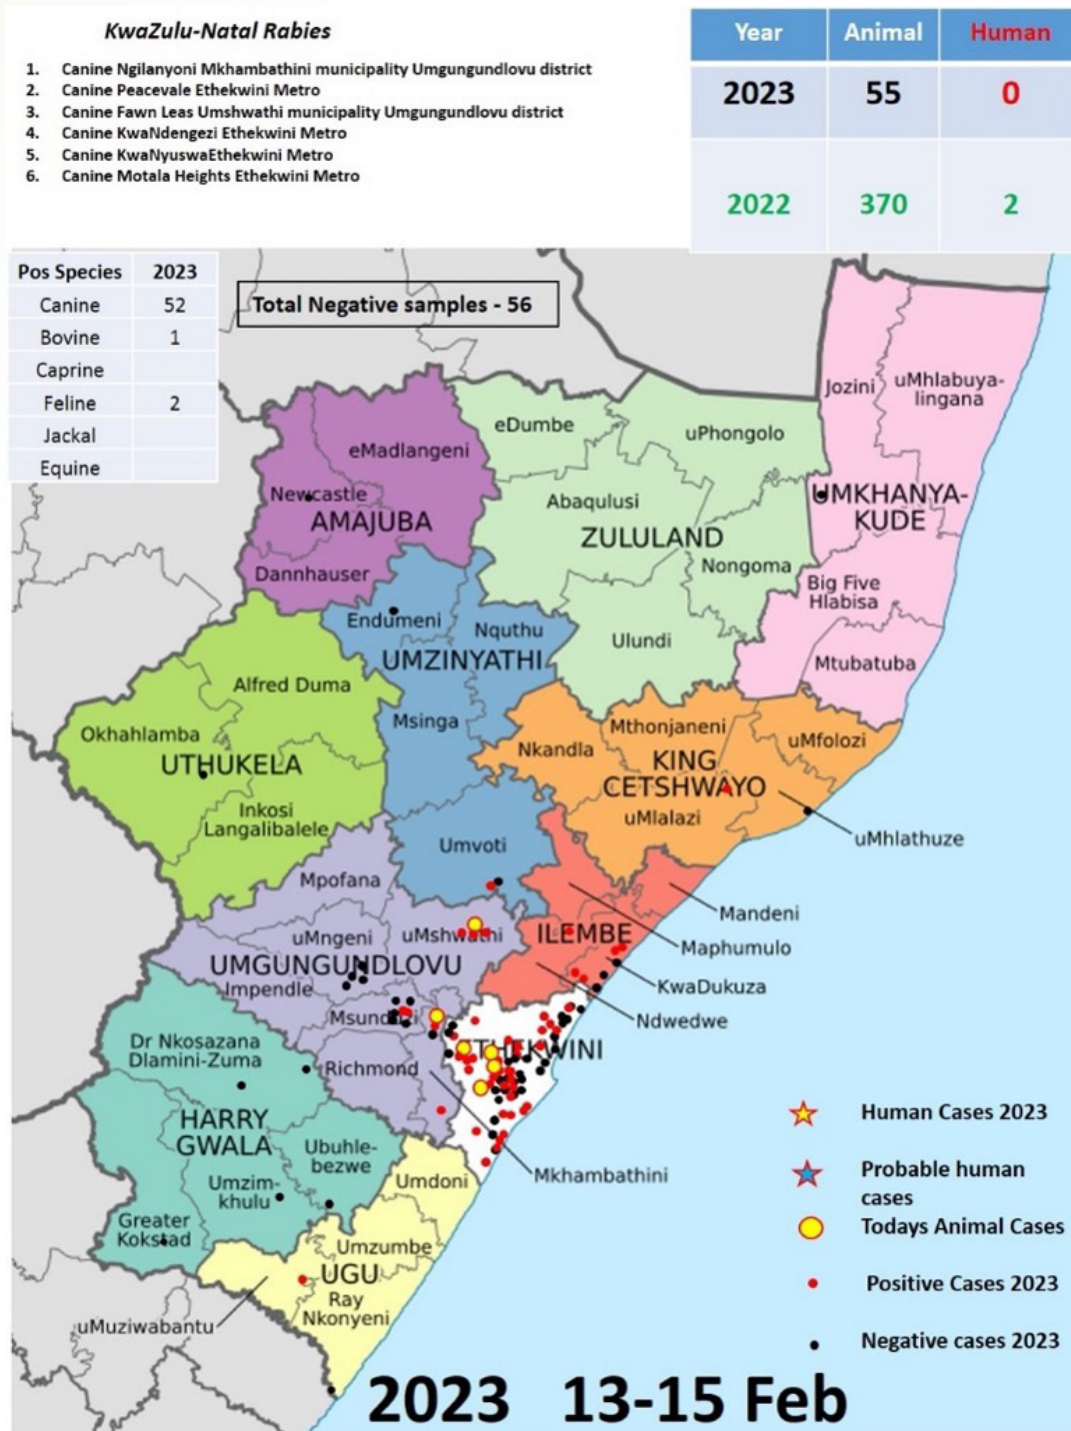 KwaZulu-Natal Rabies
1. Canine Ngilanyoni Mkhambathini municipality Umgungundlovu district
2. Canine Peacevale Ethekwini Metro
3. Canine Fawn Leas Umshwathi municipality Umgungundlovu district
4. Canine KwaNdengezi Ethekwini Metro
5. Canine KwaNyuswaEthekwini Metro
6. Canine Motala Heights Ethekwini Metro
Year Animal Human
2023 55 0
2022 370 2
Pos Species 2023
Canine 52
Bovine 1
Caprine
Feline 2
Jackal
Equine
Total Negative samples - 56
Jozini
uMhlabuya-
lingana
eDumbe
uPhongolo
eMadlangeni
Newcastle
AMAJUBA
Abaqulusi
ZULULAND
UMKHANYA-
KUDE
Nongoma
Dannhauser
Big Five
Hlabisa
Endumeni
Nquthu
Ulundi
UMZINYATHI
Mtubatuba
Alfred Duma
Msinga
Okhahlamba
Mthonjaneni
uMfolozi
Nkandla
KING
CETSHWAYO
UTHUKELA
Inkosi
Langalibalele
uMlalazi
uMhlathuze
Umvoti
Mpofana
Mandeni
uMngeni
uMshwathi
ILEMBE
Maphumulo
UMGUNGUNDLOVU
Impendle
KwaDukuza
Msunduzi
Ndwedwe
Dr Nkosazana
Dlamini-Zuma
ETHEKWINI
Richmond
HARRY
GWALA
Ubuhle-
bezwe
Mkhambathini
Umzim-
khulu
Umdoni
Greater
Kokstad
Umzumbe
UGU
Ray
Nkonyeni
uMuziwabantu
Human Cases 2023
Probable human
cases
Todays Animal Cases
Positive Cases 2023
Negative cases 2023
2023 13-15 Feb